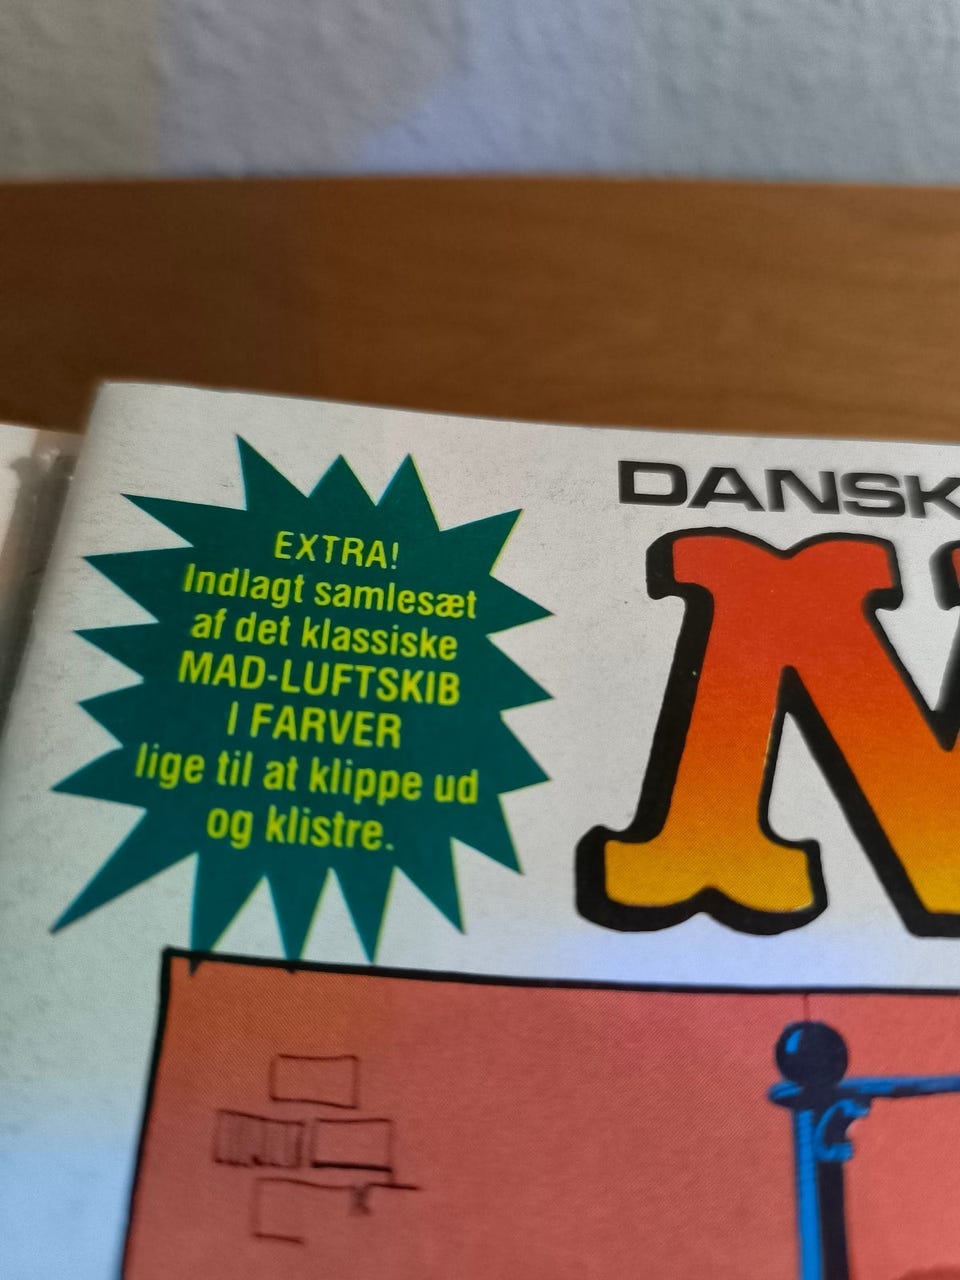 EXTRA!
Indlagt samlesæt
af det klassiske
MAD-LUFTSKIB
I FARVER
lige til at klippe ud
og klistre.
DANSK
M